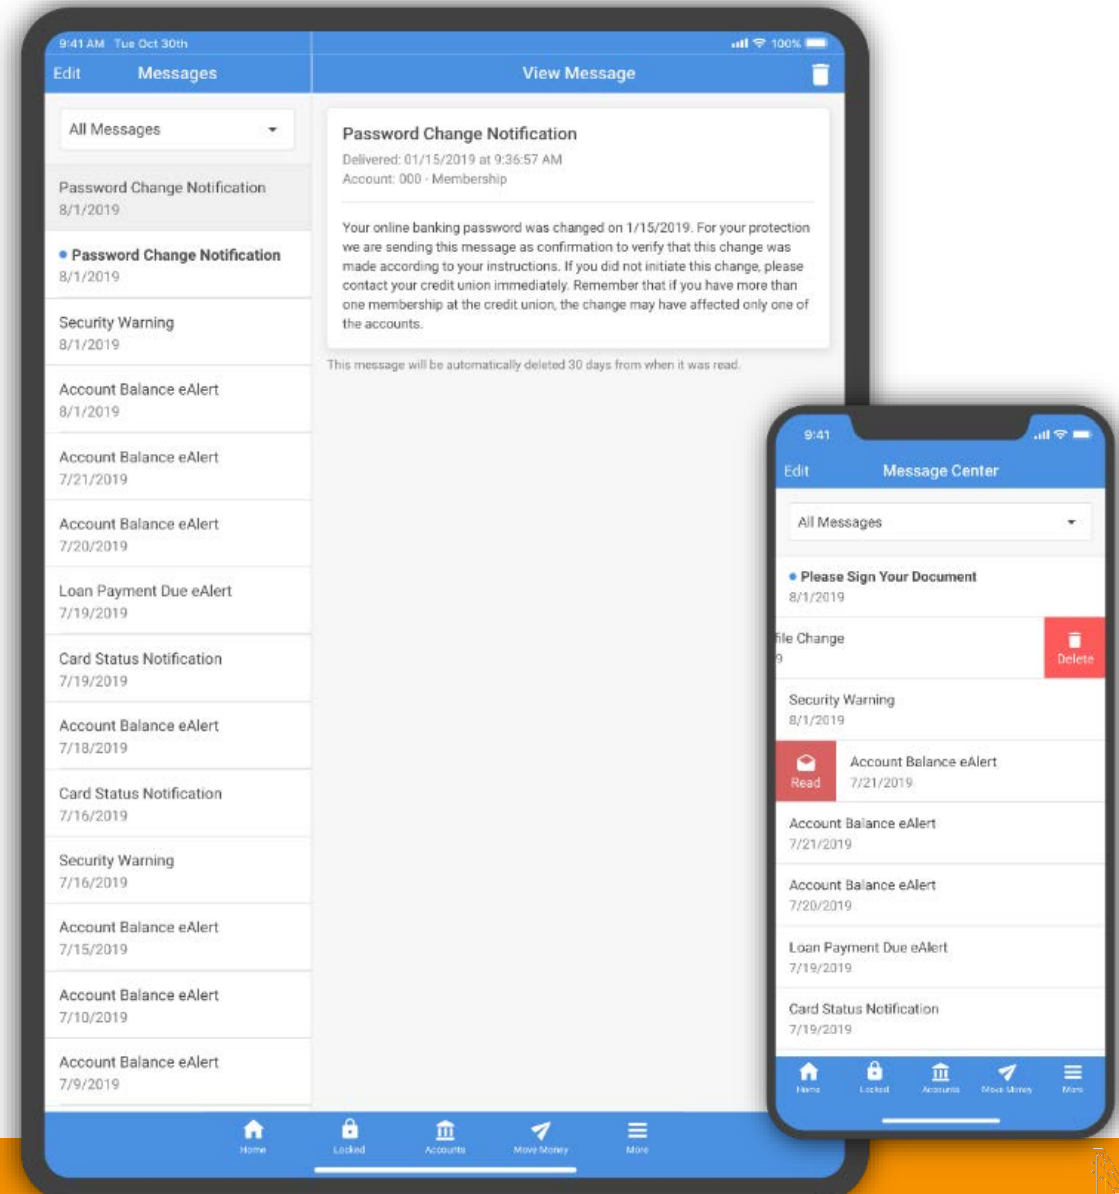 9:41 AM Tue Oct 30th
100%
Edit
Messages
View Message
All Messages
Password Change Notification
8/1/2019
Password Change Notification
8/1/2019
Security Warning
8/1/2019
Account Balance eAlert
8/1/2019
Account Balance eAlert
7/21/2019
Account Balance eAlert
7/20/2019
Loan Payment Due eAlert
7/19/2019
Card Status Notification
7/19/2019
Account Balance eAlert
7/18/2019
Card Status Notification
7/16/2019
Security Warning
7/16/2019
Account Balance eAlert
7/15/2019
Account Balance eAlert
7/10/2019
Account Balance eAlert
7/9/2019
Password Change Notification
Delivered: 01/15/2019 at 9:36:57 AM
Account: 000 - Membership
Your online banking password was changed on 1/15/2019. For your protection
we are sending this message as confirmation to verify that this change was
made according to your instructions. If you did not initiate this change, please
contact your credit union immediately. Remember that if you have more than
one membership at the credit union, the change may have affected only one of
the accounts.
This message will be automatically deleted 30 days from when it was read.
Home
Locked
Accounts
Move Money
More
9:41
Edit
Message Center
All Messages
Please Sign Your Document
8/1/2019
file Change
9
Delete
Security Warning
8/1/2019
Read
Account Balance eAlert
7/21/2019
Account Balance eAlert
7/21/2019
Account Balance eAlert
7/20/2019
Loan Payment Due eAlert
7/19/2019
Card Status Notification
7/19/2019
Home
Locked
Accounts
Move Money
More